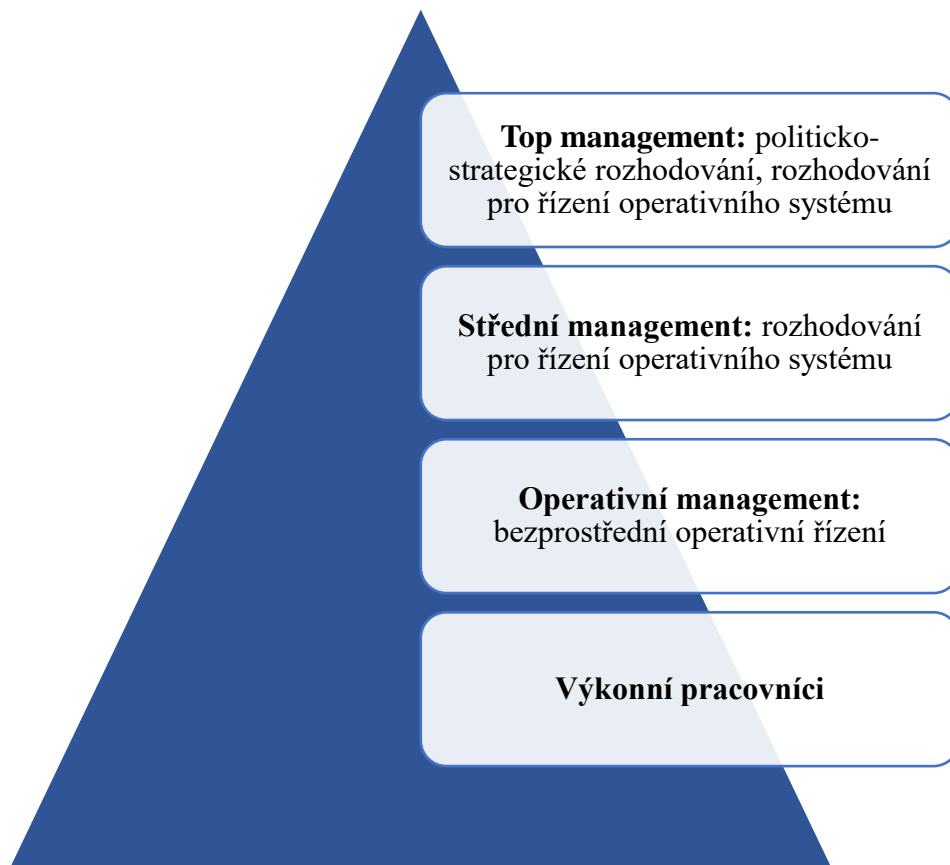 Top management: politicko-
strategické rozhodování, rozhodování
pro řízení operativního systému
Střední management: rozhodování
pro řízení operativního systému
Operativní management:
bezprostřední operativní řízení
Výkonní pracovníci